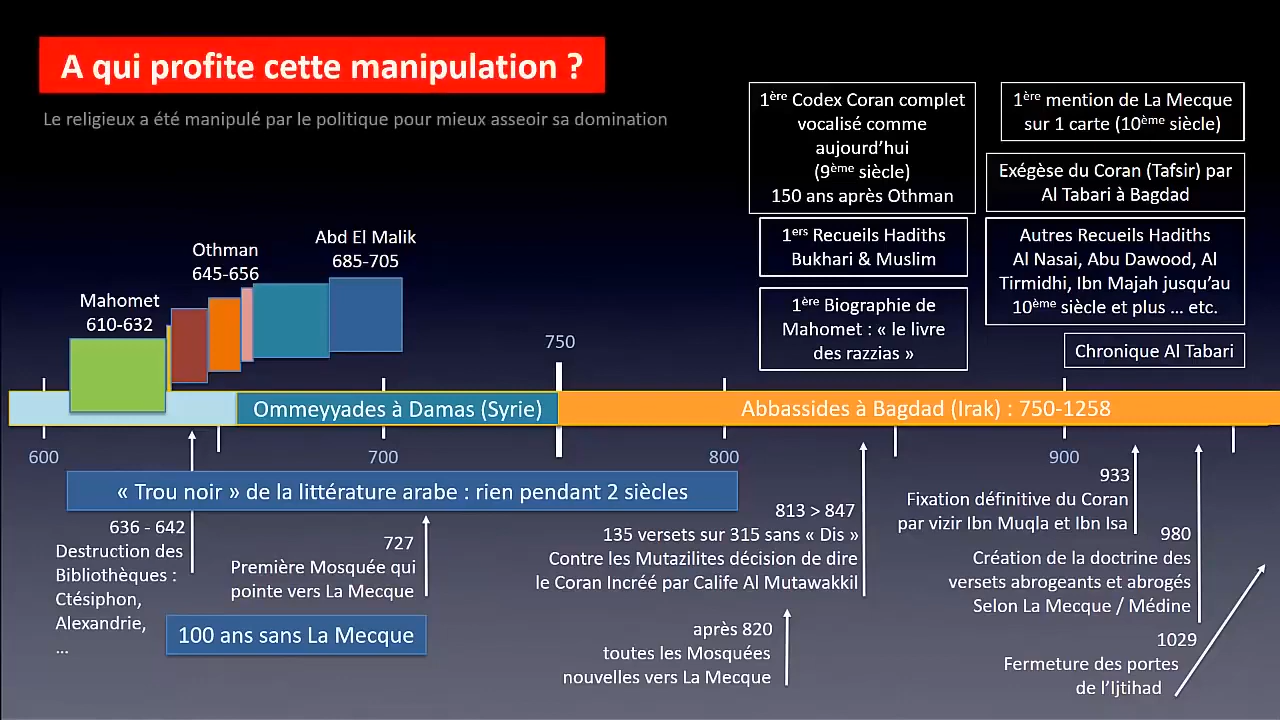 A qui profite cette manipulation ?
Le religieux a été manipulé par le politique pour mieux asseoir sa domination
1ère Codex Coran complet
vocalisé comme
aujourd’hui
(9ème siècle)
150 ans après Othman
1ère mention de La Mecque
sur 1 carte (10ème siècle)
Exégèse du Coran (Tafsir) par
Al Tabari à Bagdad
1ers Recueils Hadiths
Bukhari & Muslim
Autres Recueils Hadiths
Al Nasai, Abu Dawood, Al
Tirmidhi, Ibn Majah jusqu’au
10ème siècle et plus … etc.
1ère Biographie de
Mahomet : « le livre
des razzias »
Chronique Al Tabari
Mahomet
610-632
Othman
645-656
Abd El Malik
685-705
750
Ommeyyades à Damas (Syrie)
Abbassides à Bagdad (Irak) : 750-1258
600
700
800
900
« Trou noir » de la littérature arabe : rien pendant 2 siècles
636 - 642
Destruction des
Bibliothèques :
Ctésiphon,
Alexandrie,
…
727
Première Mosquée qui
pointe vers La Mecque
100 ans sans La Mecque
813 > 847
135 versets sur 315 sans « Dis »
Contre les Mutazilites décision de dire
le Coran Incréé par Calife Al Mutawakkil
après 820
toutes les Mosquées
nouvelles vers La Mecque
933
Fixation définitive du Coran
par vizir Ibn Muqla et Ibn Isa
980
Création de la doctrine des
versets abrogeants et abrogés
Selon La Mecque / Médine
1029
Fermeture des portes
de l’Ijtihad